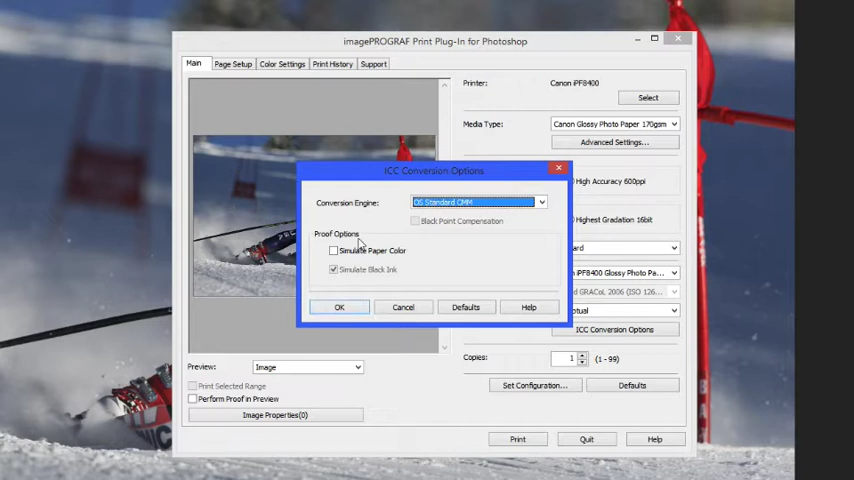 imagePROGRAF Print Plug-In for Photoshop
Main
Page Setup
Color Settings
Print History
Support
Printer:
Canon iPF8400
Select
Media Type:
Canon Glossy Photo Paper 170gsm
Advanced Settings...
ICC Conversion Options
High Accuracy 600ppi
Conversion Engine:
OS Standard CMM
Black Point Compensation
Highest Gradation 16bit
Proof Options
Simulate Paper Color
Simulate Black Ink
iPF8400 Glossy Photo Pa...
GRACoL 2006 (ISO 126...
OK
Cancel
Defaults
Help
ICC Conversion Options
Copies:
1
(1 - 99)
Preview:
Image
Print Selected Range
Perform Proof in Preview
Set Configuration...
Defaults
Image Properties(0)
Print
Quit
Help